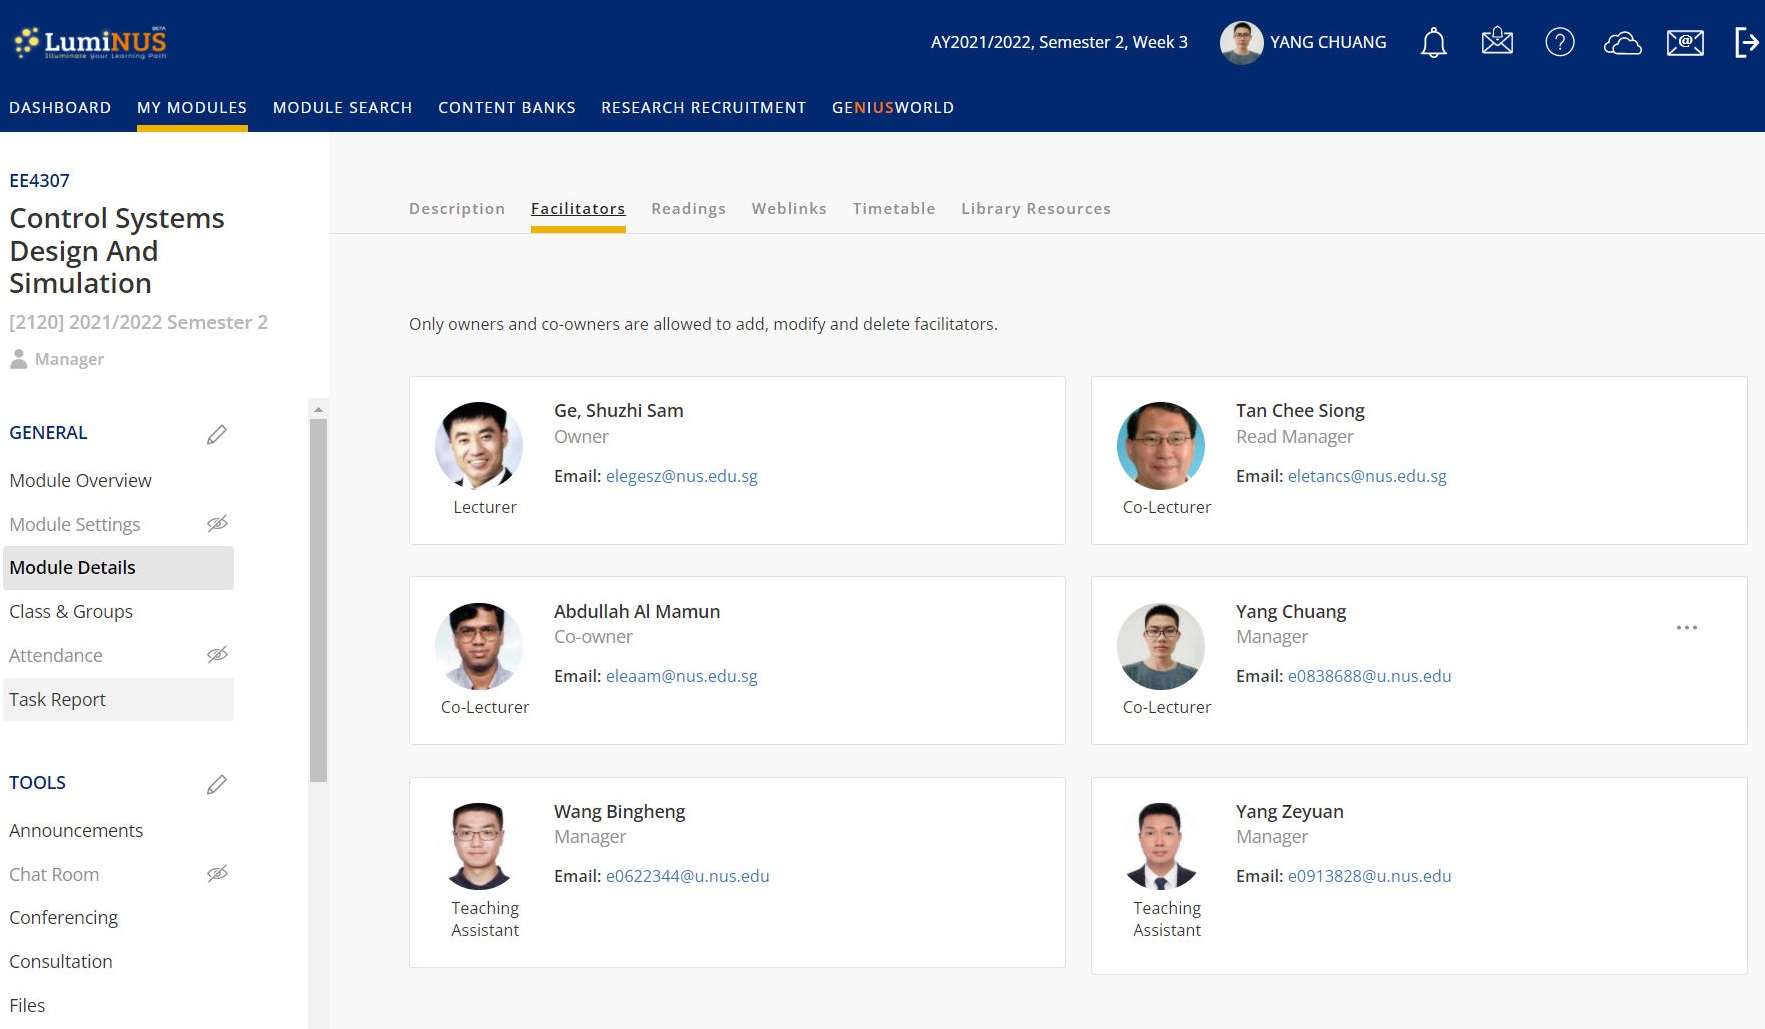 LumiNUS
BETA
Illuminate Your Learning Path
AY2021/2022, Semester 2, Week 3
YANG CHUANG
DASHBOARD
MY MODULES
MODULE SEARCH
CONTENT BANKS
RESEARCH RECRUITMENT
GENIUSWORLD
EE4307
Control Systems
Design And
Simulation
[2120] 2021/2022 Semester 2
Manager
GENERAL
Module Overview
Module Settings
Module Details
Class & Groups
Attendance
Task Report
TOOLS
Announcements
Chat Room
Conferencing
Consultation
Files
Description
Facilitators
Readings
Weblinks
Timetable
Library Resources
Only owners and co-owners are allowed to add, modify and delete facilitators.
Ge, Shuzhi Sam
Owner
Email: elegesz@nus.edu.sg
Lecturer
Tan Chee Siong
Read Manager
Email: eletancs@nus.edu.sg
Co-Lecturer
Abdullah Al Mamun
Co-owner
Email: eleaam@nus.edu.sg
Co-Lecturer
Yang Chuang
Manager
Email: e0838688@u.nus.edu
Co-Lecturer
Wang Bingheng
Manager
Email: e0622344@u.nus.edu
Teaching
Assistant
Yang Zeyuan
Manager
Email: e0913828@u.nus.edu
Teaching
Assistant